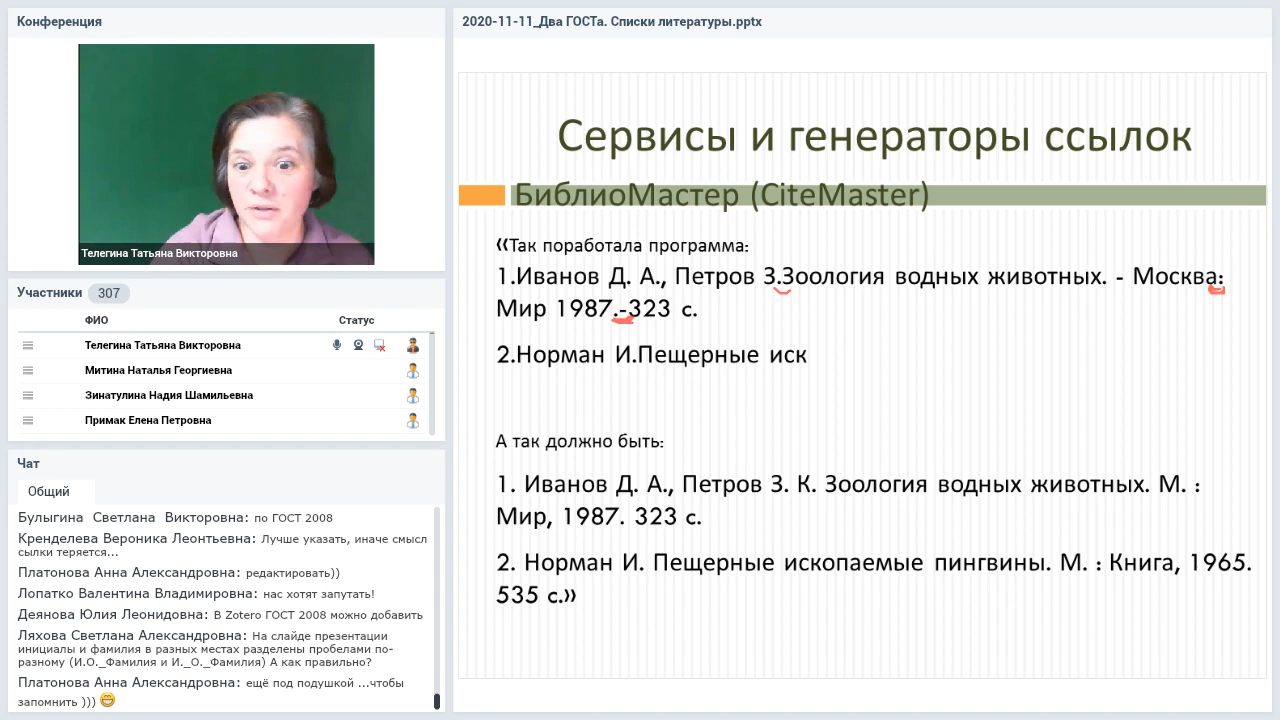 Конференция
Телегина Татьяна Викторовна
Участники 307
ФИО Статус
Телегина Татьяна Викторовна
Митина Наталья Георгиевна
Зинатулина Надия Шамильевна
Примак Елена Петровна
Чат
Общий
Булыгина Светлана Викторовна: по ГОСТ 2008
Кренделева Вероника Леонтьевна: Лучше указать, иначе смысл
сылки теряется...
Платонова Анна Александровна: редактировать))
Лопатко Валентина Владимировна: нас хотят запутать!
Деянова Юлия Леонидовна: В Zotero ГОСТ 2008 можно добавить
Ляхова Светлана Александровна: На слайде презентации
инициалы и фамилия в разных местах разделены пробелами по-
разному (И.О._Фамилия и И._О._Фамилия) А как правильно?
Платонова Анна Александровна: ещё под подушкой ...чтобы
запомнить )))
2020-11-11_Два ГОСТа. Списки литературы.pptx
Сервисы и генераторы ссылок
БиблиоМастер (CiteMaster)
«Так поработала программа:
1.Иванов Д. А., Петров З.Зоология водных животных. - Москва:
Мир 1987.-323 с.
2.Норман И.Пещерные иск
А так должно быть:
1. Иванов Д. А., Петров З. К. Зоология водных животных. М. :
Мир, 1987. 323 с.
2. Норман И. Пещерные ископаемые пингвины. М. : Книга, 1965.
535 с.»